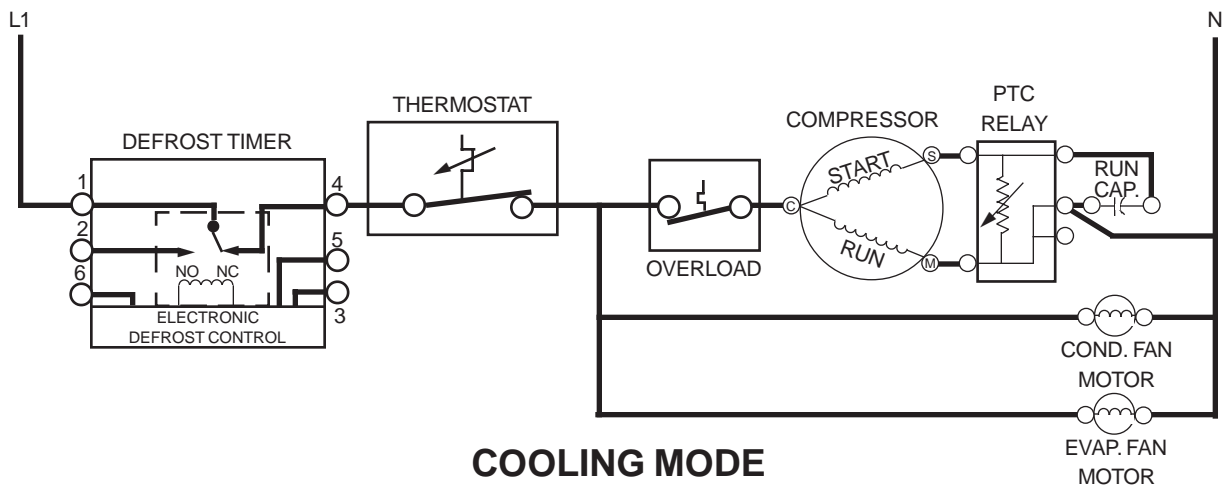 L1
N
DEFROST TIMER
1
2
6
4
5
3
NO NC
ELECTRONIC
DEFROST CONTROL
THERMOSTAT
OVERLOAD
COMPRESSOR
START
RUN
C
S
M
PTC
RELAY
RUN
CAP.
COND. FAN
MOTOR
EVAP. FAN
MOTOR
COOLING MODE